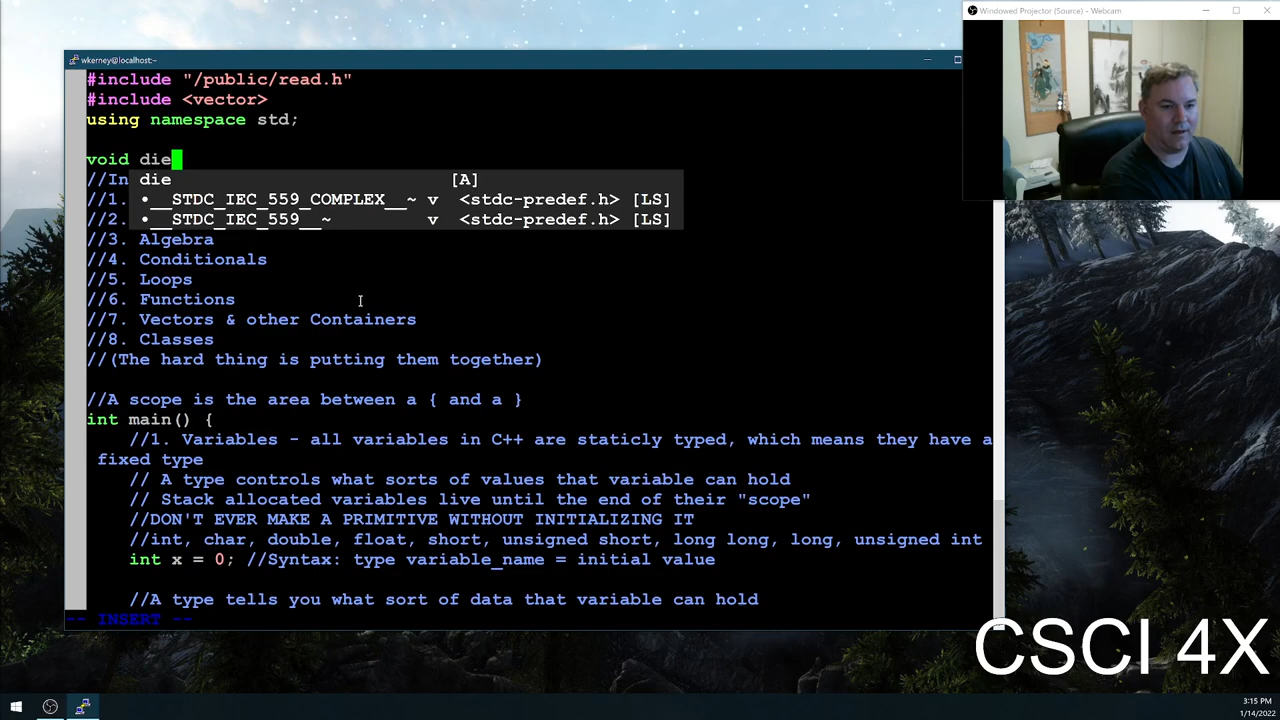 Windowed Projector (Source) - Webcam
wkerney@localhost:~
#include "/public/read.h"
#include <vector>
using namespace std;
void die
//In
die [A]
//1. •__STDC_IEC_559_COMPLEX__~ v <stdc-predef.h> [LS]
//2. •__STDC_IEC_559__~ v <stdc-predef.h> [LS]
//3. Algebra
//4. Conditionals
//5. Loops
//6. Functions
//7. Vectors & other Containers
//8. Classes
//(The hard thing is putting them together)
//A scope is the area between a { and a }
int main() {
//1. Variables - all variables in C++ are staticly typed, which means they have a
fixed type
// A type controls what sorts of values that variable can hold
// Stack allocated variables live until the end of their "scope"
//DON'T EVER MAKE A PRIMITIVE WITHOUT INITIALIZING IT
//int, char, double, float, short, unsigned short, long long, long, unsigned int
int x = 0; //Syntax: type variable_name = initial value
//A type tells you what sort of data that variable can hold
-- INSERT --
CSCI 4X
3:15 PM
1/14/2022